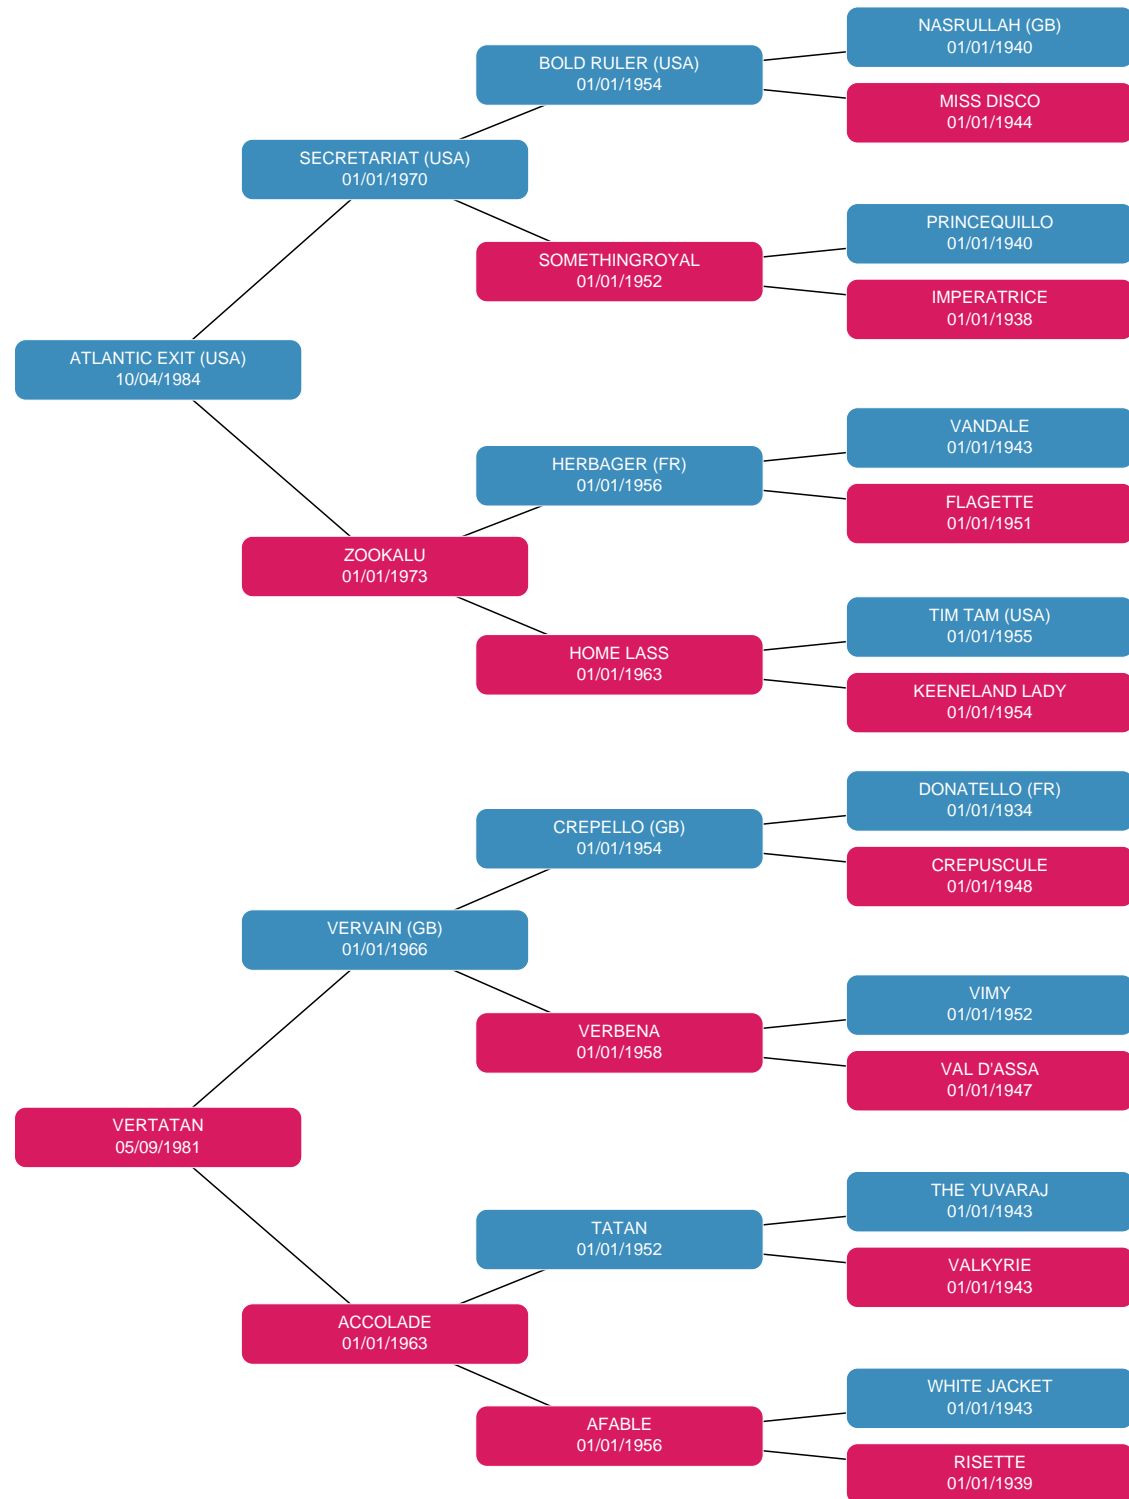 NASRULLAH (GB)
01/01/1940
BOLD RULER (USA)
01/01/1954
MISS DISCO
01/01/1944
SECRETARIAT (USA)
01/01/1970
PRINCEQUILLO
01/01/1940
SOMETHINGROYAL
01/01/1952
IMPERATRICE
01/01/1938
ATLANTIC EXIT (USA)
10/04/1984
VANDALE
01/01/1943
HERBAGER (FR)
01/01/1956
FLAGETTE
01/01/1951
ZOOKALU
01/01/1973
TIM TAM (USA)
01/01/1955
HOME LASS
01/01/1963
KEENELAND LADY
01/01/1954
DONATELLO (FR)
01/01/1934
CREPELLO (GB)
01/01/1954
CREPUSCULE
01/01/1948
VERVAIN (GB)
01/01/1966
VIMY
01/01/1952
VERBENA
01/01/1958
VAL D'ASSA
01/01/1947
VERTATAN
05/09/1981
THE YUVARAJ
01/01/1943
TATAN
01/01/1952
VALKYRIE
01/01/1943
ACCOLADE
01/01/1963
WHITE JACKET
01/01/1943
AFABLE
01/01/1956
RISETTE
01/01/1939